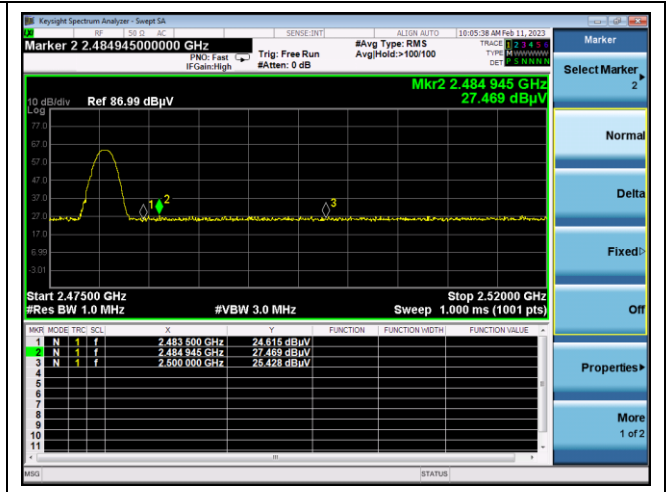 Keysight Spectrum Analyzer - Swept SA
RF 50 Ω AC SENSE:INT ALIGN AUTO 10:05:38 AM Feb 11, 2023
Marker 2 2.484945000000 GHz
PNO: Fast
IFGain:High
Trig: Free Run
#Atten: 0 dB
#Avg Type: RMS
Avg|Hold:>100/100
TRACE 1 2 3 4 5 6
TYPE M WWWWW
DET P S N N N N
Mkr2 2.484 945 GHz
27.469 dBµV
10 dB/div Ref 86.99 dBµV
Log
77.0
67.0
57.0
47.0
37.0
27.0
17.0
6.99
-3.01
1
2
3
Start 2.47500 GHz Stop 2.52000 GHz
#Res BW 1.0 MHz #VBW 3.0 MHz Sweep 1.000 ms (1001 pts)
MKR MODE TRC SCL X Y FUNCTION FUNCTION WIDTH FUNCTION VALUE
1 N 1 f 2.483 500 GHz 24.615 dBµV
2 N 1 f 2.484 945 GHz 27.469 dBµV
3 N 1 f 2.500 000 GHz 25.428 dBµV
4
5
6
7
8
9
10
11
MSG STATUS
Marker
Select Marker
2
Normal
Delta
Fixed
Off
Properties
More
1 of 2